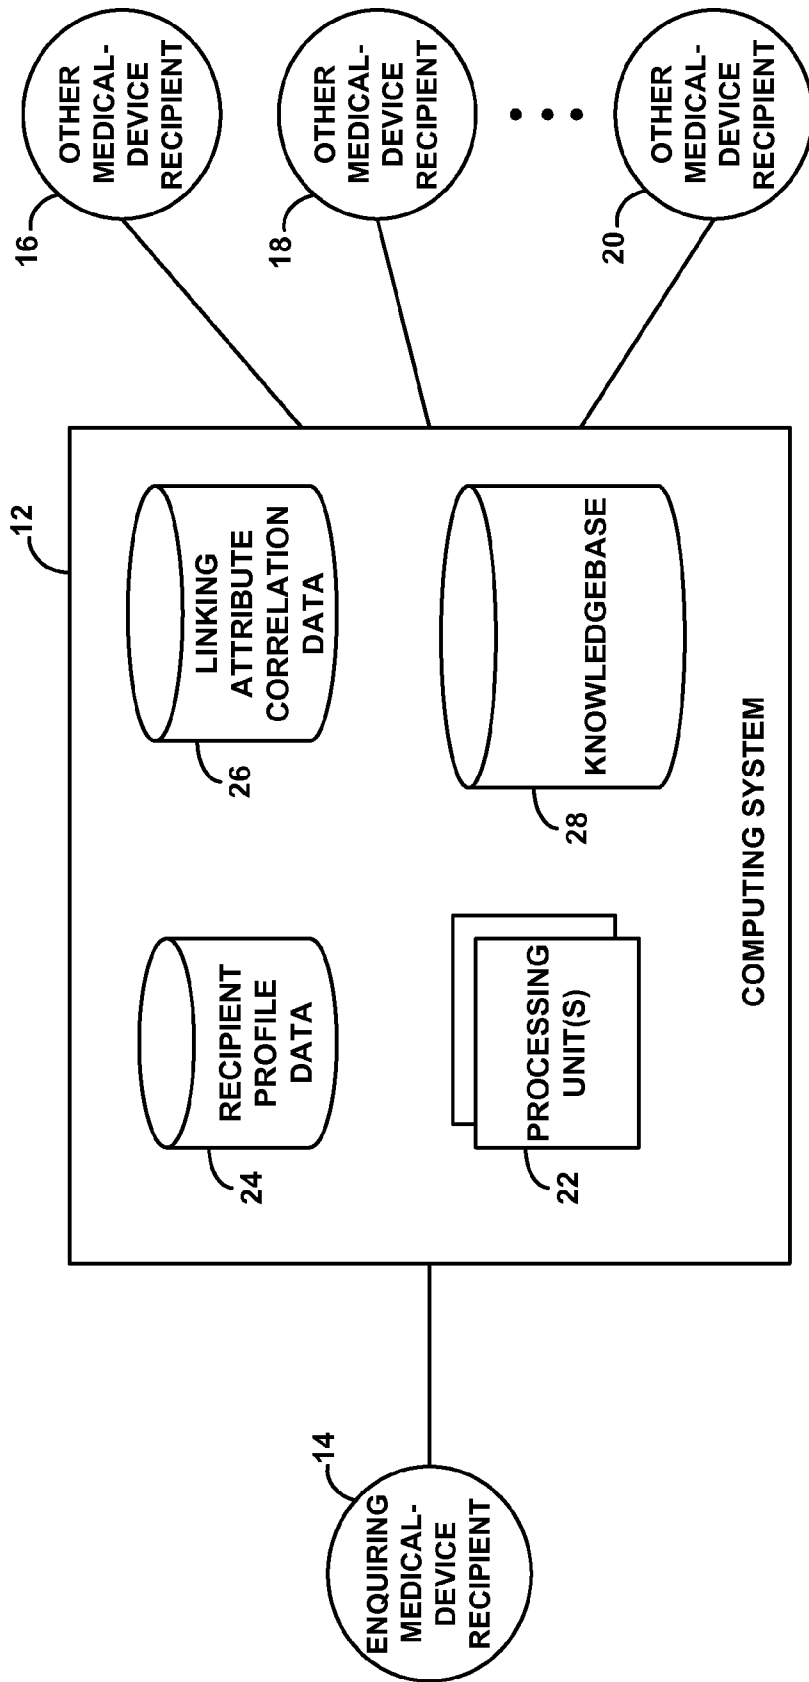 12
14
ENQUIRING
MEDICAL-
DEVICE
RECIPIENT
24
RECIPIENT
PROFILE
DATA
26
LINKING
ATTRIBUTE
CORRELATION
DATA
22
PROCESSING
UNIT(S)
28
KNOWLEDGEBASE
COMPUTING SYSTEM
16
OTHER
MEDICAL-
DEVICE
RECIPIENT
18
OTHER
MEDICAL-
DEVICE
RECIPIENT
20
OTHER
MEDICAL-
DEVICE
RECIPIENT